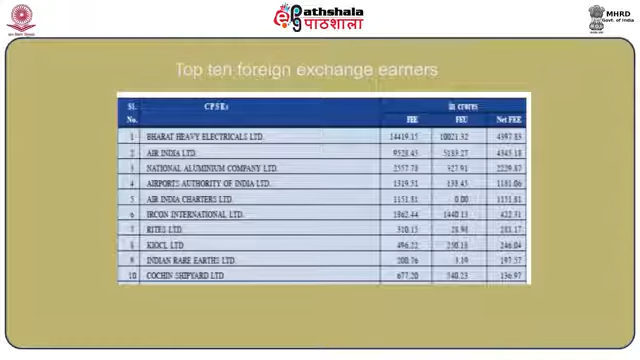 ePathshala
पाठशाला
MHRD
Govt. of India
Top ten foreign exchange earners
Sl. No. CPSEs in crores
FEE FEU Net FEE
1 BHARAT HEAVY ELECTRICALS LTD. 14419.15 10021.32 4397.83
2 AIR INDIA LTD. 9528.45 5183.27 4345.18
3 NATIONAL ALUMINIUM COMPANY LTD. 2557.78 327.91 2229.87
4 AIRPORTS AUTHORITY OF INDIA LTD. 1319.51 138.45 1181.06
5 AIR INDIA CHARTERS LTD. 1151.81 0.00 1151.81
6 IRCON INTERNATIONAL LTD. 1862.44 1440.13 422.31
7 RITES LTD. 310.15 28.98 281.17
8 KIOCL LTD 496.22 250.18 246.04
9 INDIAN RARE EARTHS LTD. 200.76 3.19 197.57
10 COCHIN SHIPYARD LTD 677.20 540.23 136.97